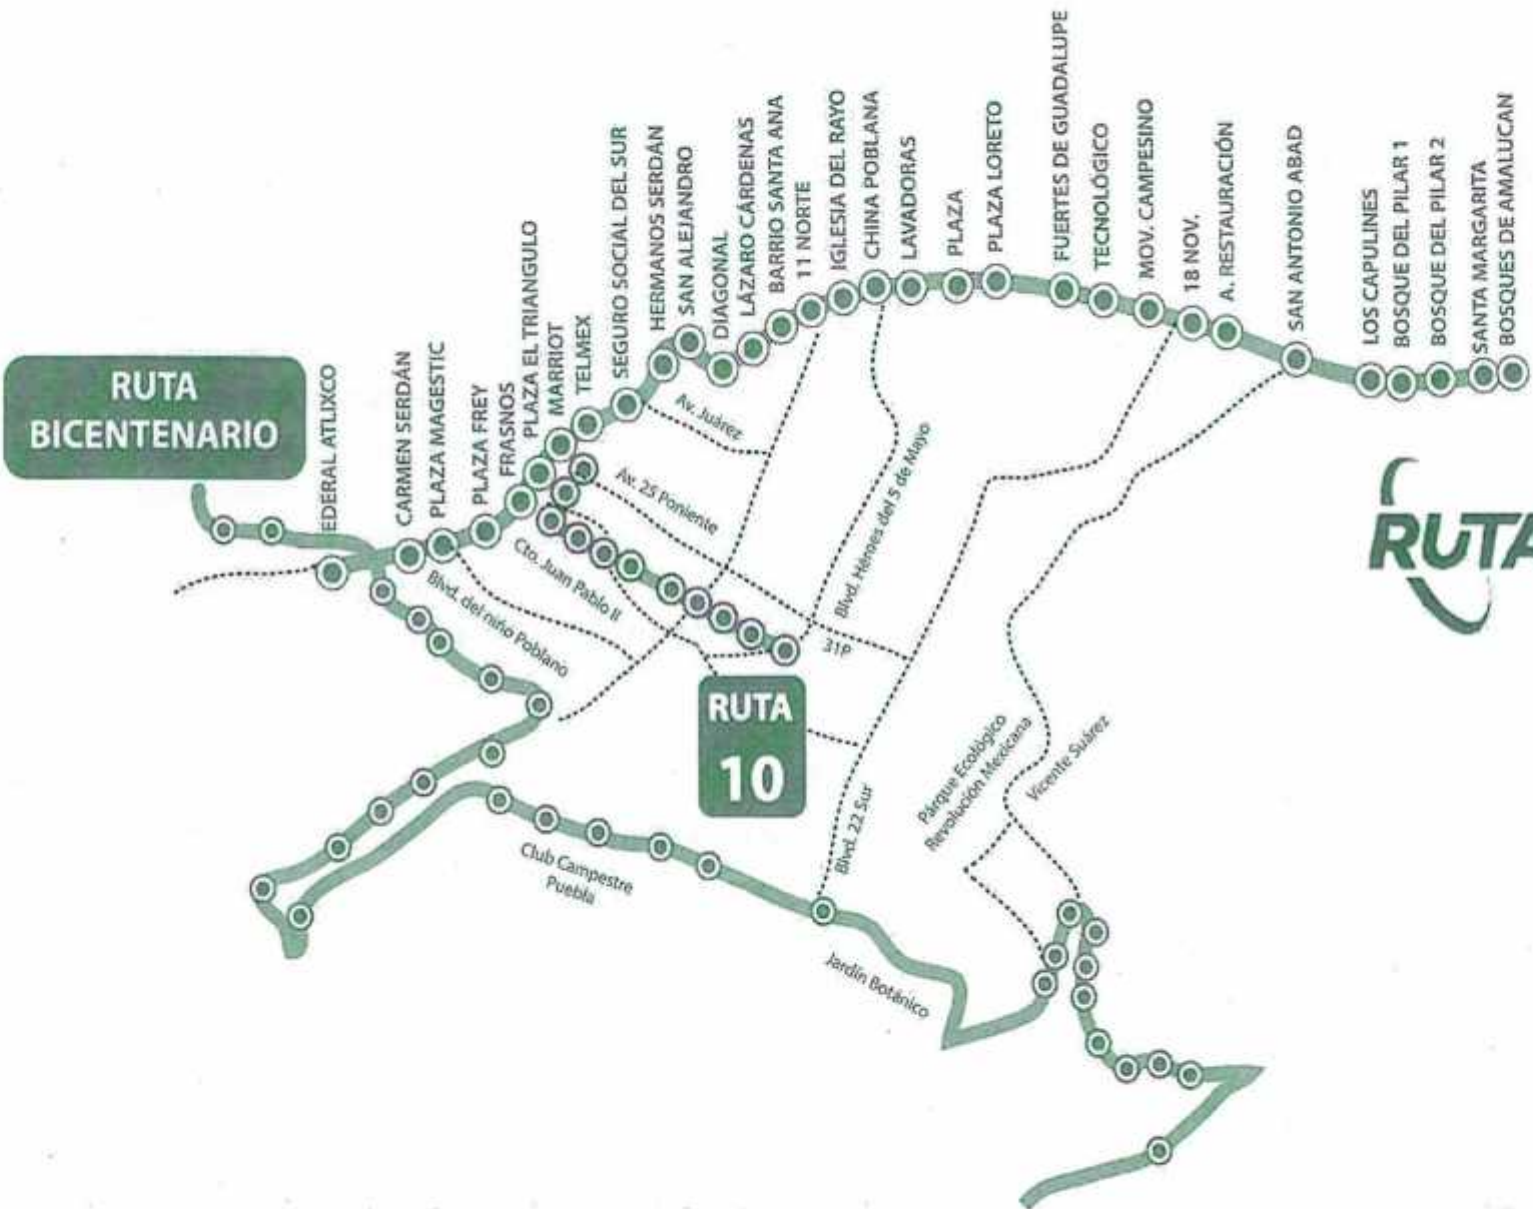 RUTA
BICENTENARIO
EDERAL ATLIXCO
CARMEN SERDÁN
PLAZA MAGESTIC
PLAZA FREY
FRASNOS
PLAZA EL TRIANGULO
MARRIOT
TELMEX
SEGURO SOCIAL DEL SUR
HERMANOS SERDÁN
SAN ALEJANDRO
DIAGONAL
LÁZARO CÁRDENAS
BARRIO SANTA ANA
11 NORTE
IGLESIA DEL RAYO
CHINA POBLANA
LAVADORAS
PLAZA
PLAZA LORETO
FUERTES DE GUADALUPE
TECNOLÓGICO
MOV. CAMPESINO
18 NOV.
A. RESTAURACIÓN
SAN ANTONIO ABAD
LOS CAPULINES
BOSQUE DEL PILAR 1
BOSQUE DEL PILAR 2
SANTA MARGARITA
BOSQUES DE AMALUCAN
Av. Juárez
Av. 25 Poniente
Cto. Juan Pablo II
Blvd. del niño Poblano
Blvd. Héroes del 5 de Mayo
31P
RUTA
10
RUTA
Blvd. 22 Sur
Párque Ecológico
Revolución Mexicana
Vicente Suárez
Club Campestre
Puebla
Jardín Botánico